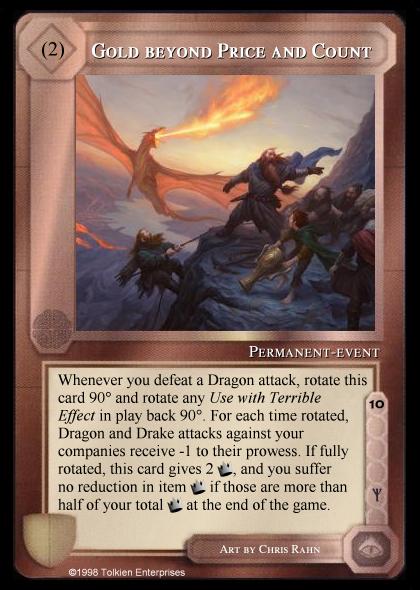 (2)
Gold beyond Price and Count
Permanent-event
Whenever you defeat a Dragon attack, rotate this
card 90° and rotate any Use with Terrible
Effect in play back 90°. For each time rotated,
Dragon and Drake attacks against your
companies receive -1 to their prowess. If fully
rotated, this card gives 2 , and you suffer
no reduction in item if those are more than
half of your total at the end of the game.
10
Art by Chris Rahn
©1998 Tolkien Enterprises